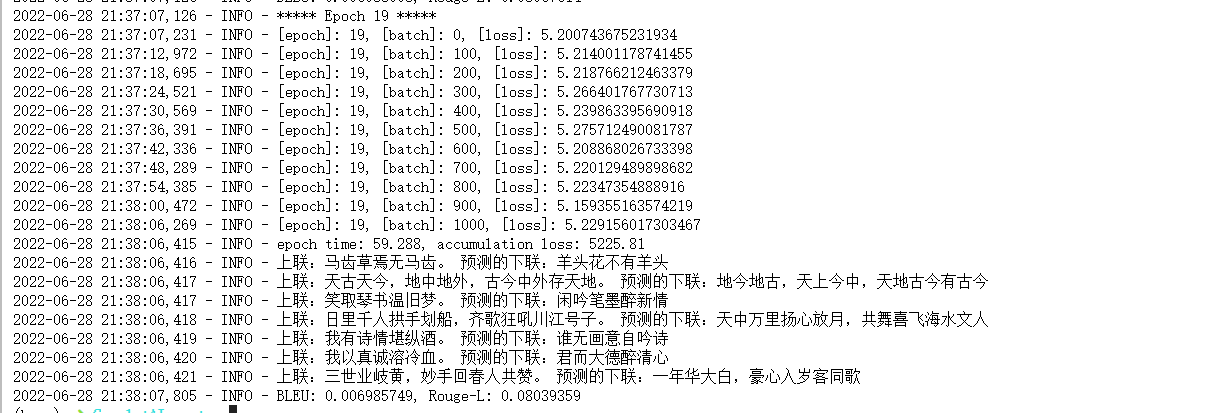 2022-06-28 21:37:07,126 - INFO - ***** Epoch 19 *****
2022-06-28 21:37:07,231 - INFO - [epoch]: 19, [batch]: 0, [loss]: 5.200743675231934
2022-06-28 21:37:12,972 - INFO - [epoch]: 19, [batch]: 100, [loss]: 5.214001178741455
2022-06-28 21:37:18,695 - INFO - [epoch]: 19, [batch]: 200, [loss]: 5.218766212463379
2022-06-28 21:37:24,521 - INFO - [epoch]: 19, [batch]: 300, [loss]: 5.266401767730713
2022-06-28 21:37:30,569 - INFO - [epoch]: 19, [batch]: 400, [loss]: 5.239863395690918
2022-06-28 21:37:36,391 - INFO - [epoch]: 19, [batch]: 500, [loss]: 5.275712490081787
2022-06-28 21:37:42,336 - INFO - [epoch]: 19, [batch]: 600, [loss]: 5.208868026733398
2022-06-28 21:37:48,289 - INFO - [epoch]: 19, [batch]: 700, [loss]: 5.220129489898682
2022-06-28 21:37:54,385 - INFO - [epoch]: 19, [batch]: 800, [loss]: 5.22347354888916
2022-06-28 21:38:00,472 - INFO - [epoch]: 19, [batch]: 900, [loss]: 5.159355163574219
2022-06-28 21:38:06,269 - INFO - [epoch]: 19, [batch]: 1000, [loss]: 5.229156017303467
2022-06-28 21:38:06,415 - INFO - epoch time: 59.288, accumulation loss: 5225.81
2022-06-28 21:38:06,416 - INFO - 上联：马齿草焉无马齿。 预测的下联：羊头花不有羊头
2022-06-28 21:38:06,417 - INFO - 上联：天古天今，地中地外，古今中外存天地。 预测的下联：地今地古，天上今中，天地古今有古今
2022-06-28 21:38:06,417 - INFO - 上联：笑取琴书温旧梦。 预测的下联：闲吟笔墨醉新情
2022-06-28 21:38:06,418 - INFO - 上联：日里千人拱手划船，齐歌狂吼川江号子。 预测的下联：天中万里扬心放月，共舞喜飞海水文人
2022-06-28 21:38:06,419 - INFO - 上联：我有诗情堪纵酒。 预测的下联：谁无画意自吟诗
2022-06-28 21:38:06,420 - INFO - 上联：我以真诚溶冷血。 预测的下联：君而大德醉清心
2022-06-28 21:38:06,421 - INFO - 上联：三世业岐黄，妙手回春人共赞。 预测的下联：一年华大白，豪心入岁客同歌
2022-06-28 21:38:07,805 - INFO - BLEU: 0.006985749, Rouge-L: 0.08039359